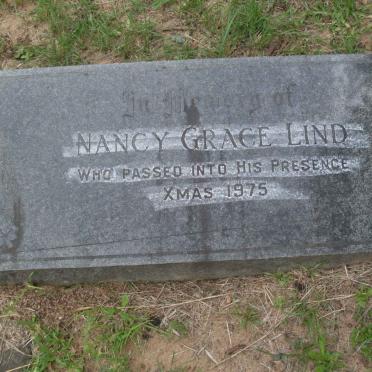 In Memory of
NANCY GRACE LIND
WHO PASSED INTO HIS PRESENCE
XMAS 1975